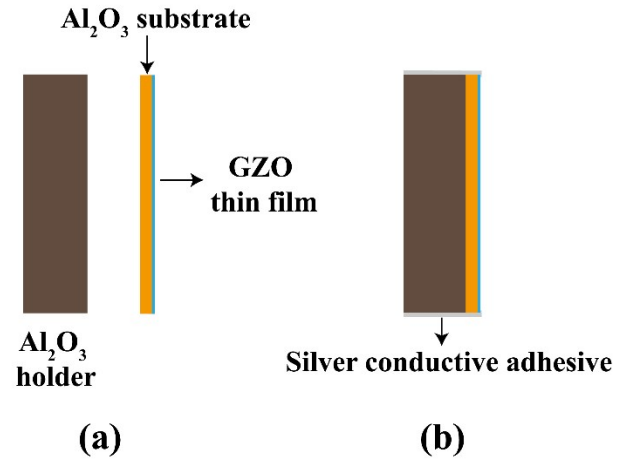 Al₂O₃ substrate
GZO
thin film
Al₂O₃
holder
Silver conductive adhesive
(a)
(b)